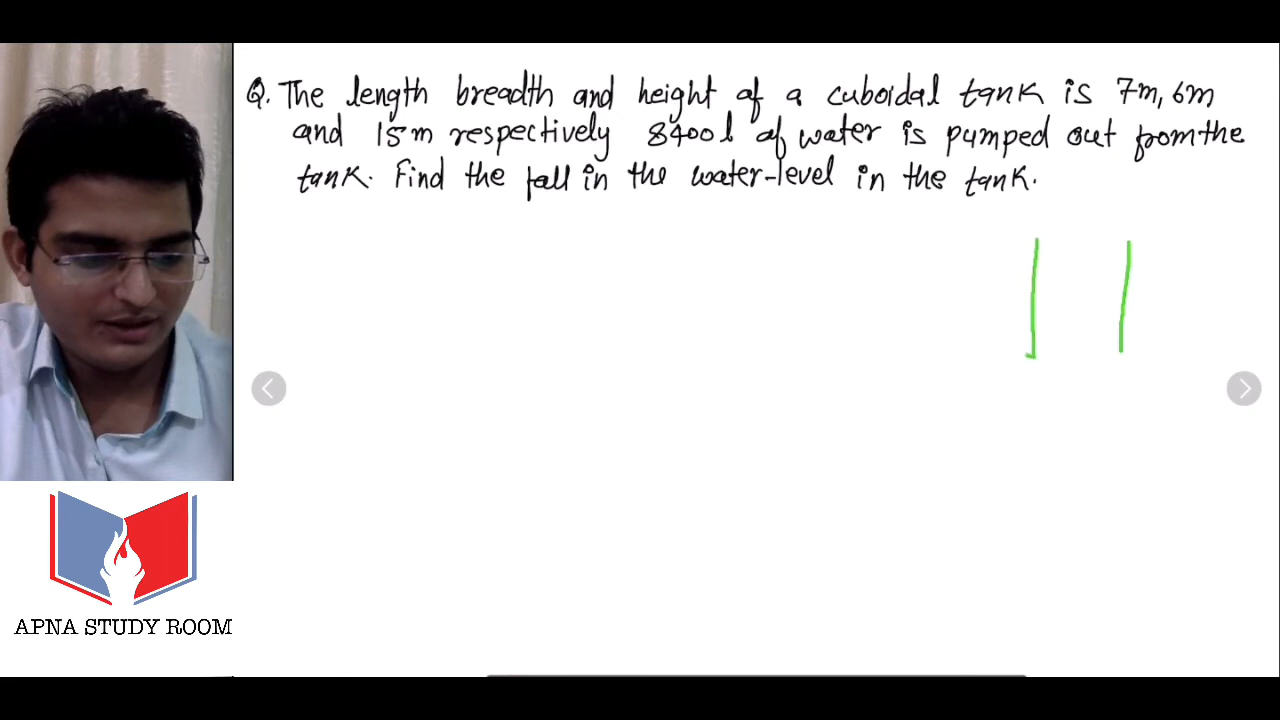 Q. The length breadth and height of a cuboidal tank is 7m, 6m
and 15m respectively 8400l of water is pumped out from the
tank. Find the fall in the water-level in the tank.
APNA STUDY ROOM